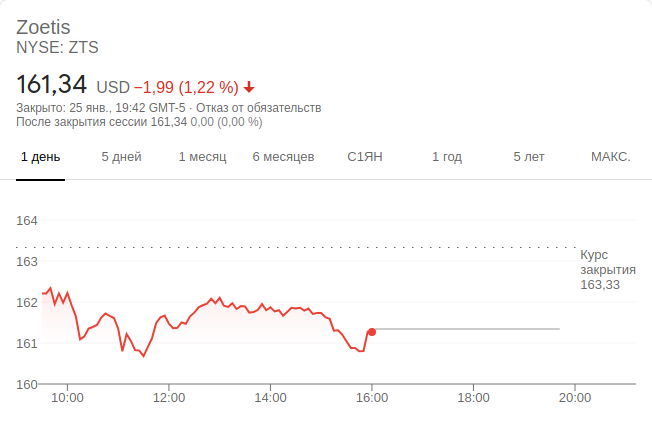 Zoetis
NYSE: ZTS
161,34 USD −1,99 (1,22 %)
Закрыто: 25 янв., 19:42 GMT-5 · Отказ от обязательств
После закрытия сессии 161,34 0,00 (0,00 %)
1 день 5 дней 1 месяц 6 месяцев С1ЯН 1 год 5 лет МАКС.
164
163
162
161
160
Курс
закрытия
163,33
10:00 12:00 14:00 16:00 18:00 20:00